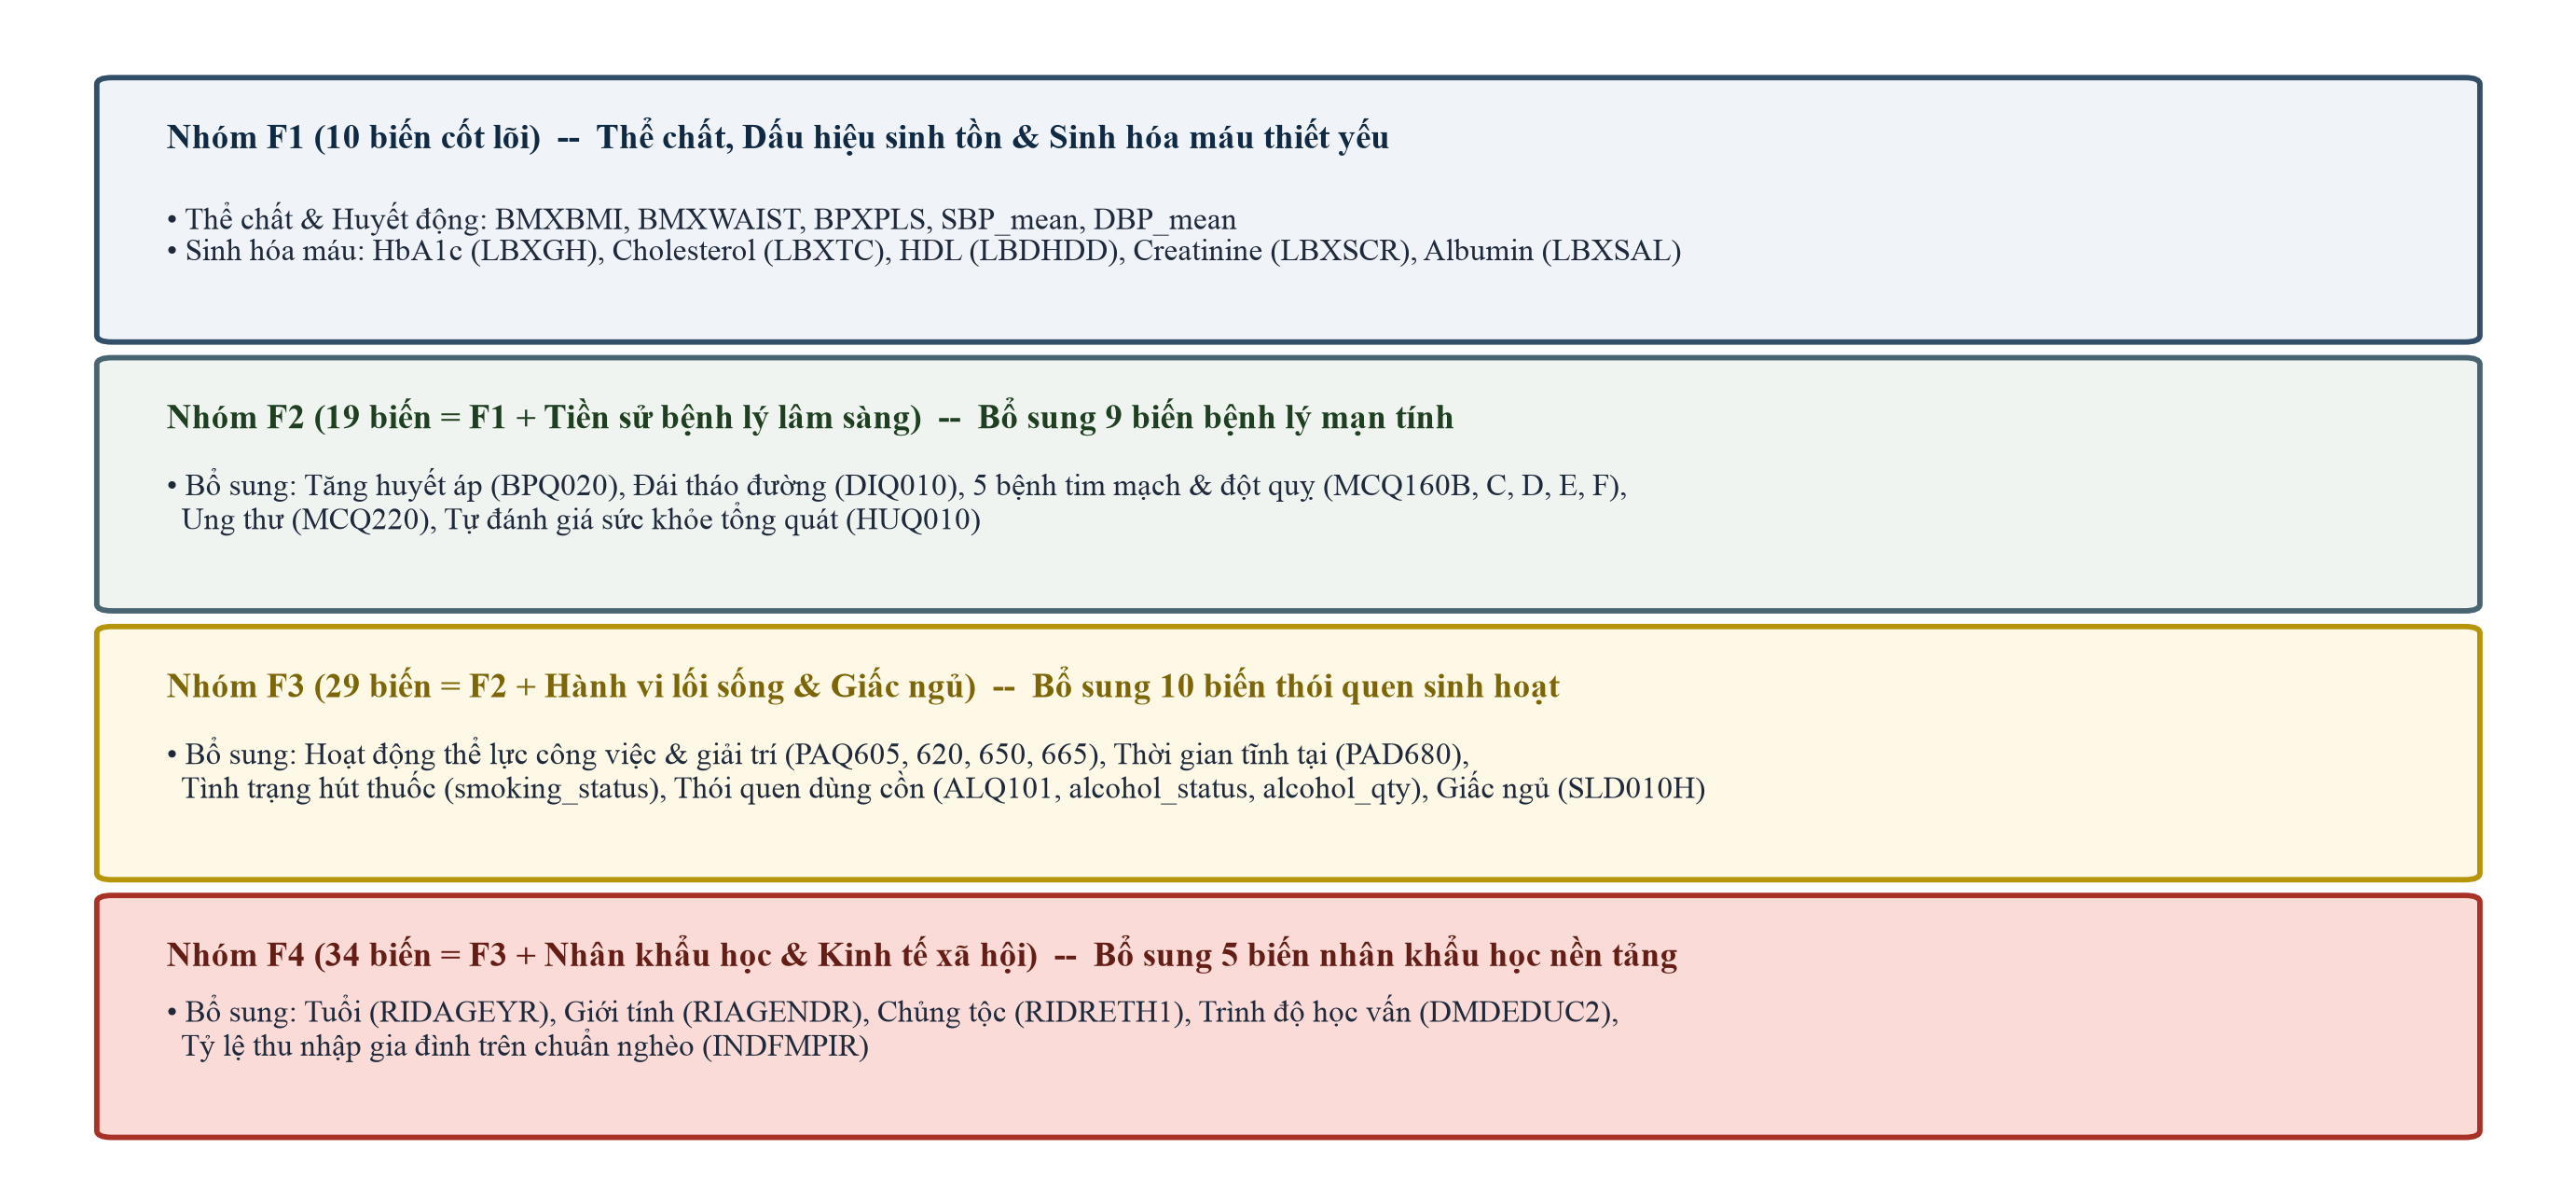 Nhóm F1 (10 biến cốt lõi) -- Thể chất, Dấu hiệu sinh tồn & Sinh hóa máu thiết yếu
• Thể chất & Huyết động: BMXBMI, BMXWAIST, BPXPLS, SBP_mean, DBP_mean
• Sinh hóa máu: HbA1c (LBXGH), Cholesterol (LBXTC), HDL (LBDHDD), Creatinine (LBXSCR), Albumin (LBXSAL)
Nhóm F2 (19 biến = F1 + Tiền sử bệnh lý lâm sàng) -- Bổ sung 9 biến bệnh lý mạn tính
• Bổ sung: Tăng huyết áp (BPQ020), Đái tháo đường (DIQ010), 5 bệnh tim mạch & đột quỵ (MCQ160B, C, D, E, F),
Ung thư (MCQ220), Tự đánh giá sức khỏe tổng quát (HUQ010)
Nhóm F3 (29 biến = F2 + Hành vi lối sống & Giấc ngủ) -- Bổ sung 10 biến thói quen sinh hoạt
• Bổ sung: Hoạt động thể lực công việc & giải trí (PAQ605, 620, 650, 665), Thời gian tĩnh tại (PAD680),
Tình trạng hút thuốc (smoking_status), Thói quen dùng cồn (ALQ101, alcohol_status, alcohol_qty), Giấc ngủ (SLD010H)
Nhóm F4 (34 biến = F3 + Nhân khẩu học & Kinh tế xã hội) -- Bổ sung 5 biến nhân khẩu học nền tảng
• Bổ sung: Tuổi (RIDAGEYR), Giới tính (RIAGENDR), Chủng tộc (RIDRETH1), Trình độ học vấn (DMDEDUC2),
Tỷ lệ thu nhập gia đình trên chuẩn nghèo (INDFMPIR)